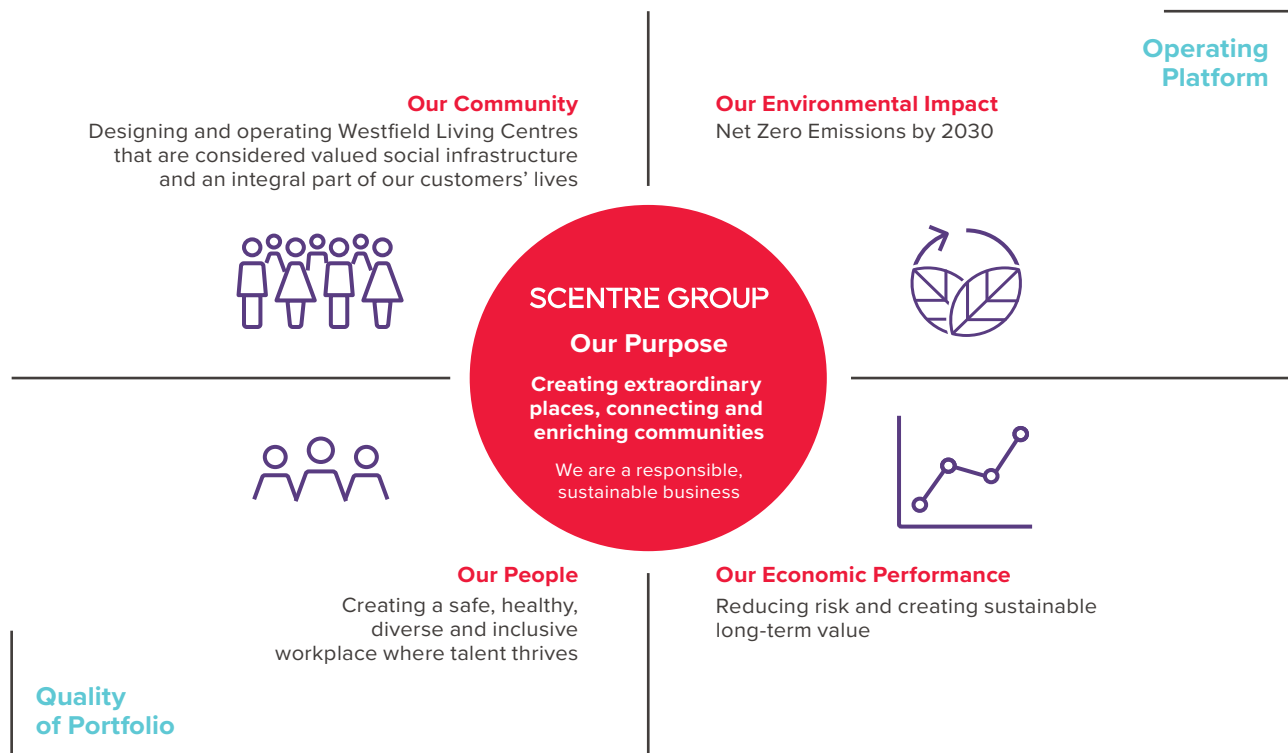 Operating
Platform
Our Community
Designing and operating Westfield Living Centres
that are considered valued social infrastructure
and an integral part of our customers’ lives
Our Environmental Impact
Net Zero Emissions by 2030
SCENTRE GROUP
Our Purpose
Creating extraordinary
places, connecting and
enriching communities
We are a responsible,
sustainable business
Our People
Creating a safe, healthy,
diverse and inclusive
workplace where talent thrives
Our Economic Performance
Reducing risk and creating sustainable
long-term value
Quality
of Portfolio